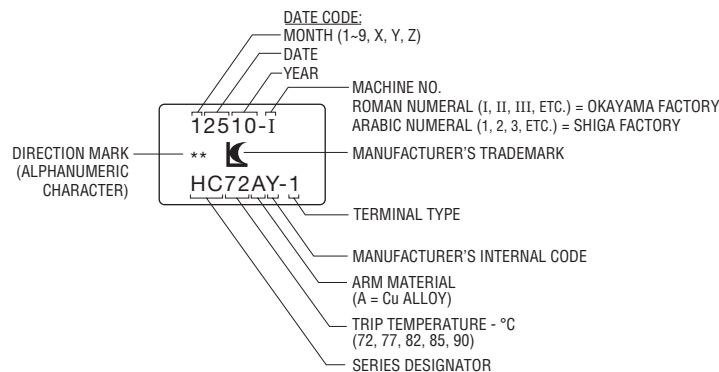 DATE CODE:
MONTH (1~9, X, Y, Z)
DATE
YEAR
MACHINE NO.
ROMAN NUMERAL (I, II, III, ETC.) = OKAYAMA FACTORY
ARABIC NUMERAL (1, 2, 3, ETC.) = SHIGA FACTORY
12510-I
DIRECTION MARK
(ALPHANUMERIC
CHARACTER)
**
MANUFACTURER'S TRADEMARK
HC72AY-1
TERMINAL TYPE
MANUFACTURER'S INTERNAL CODE
ARM MATERIAL
(A = Cu ALLOY)
TRIP TEMPERATURE - °C
(72, 77, 82, 85, 90)
SERIES DESIGNATOR